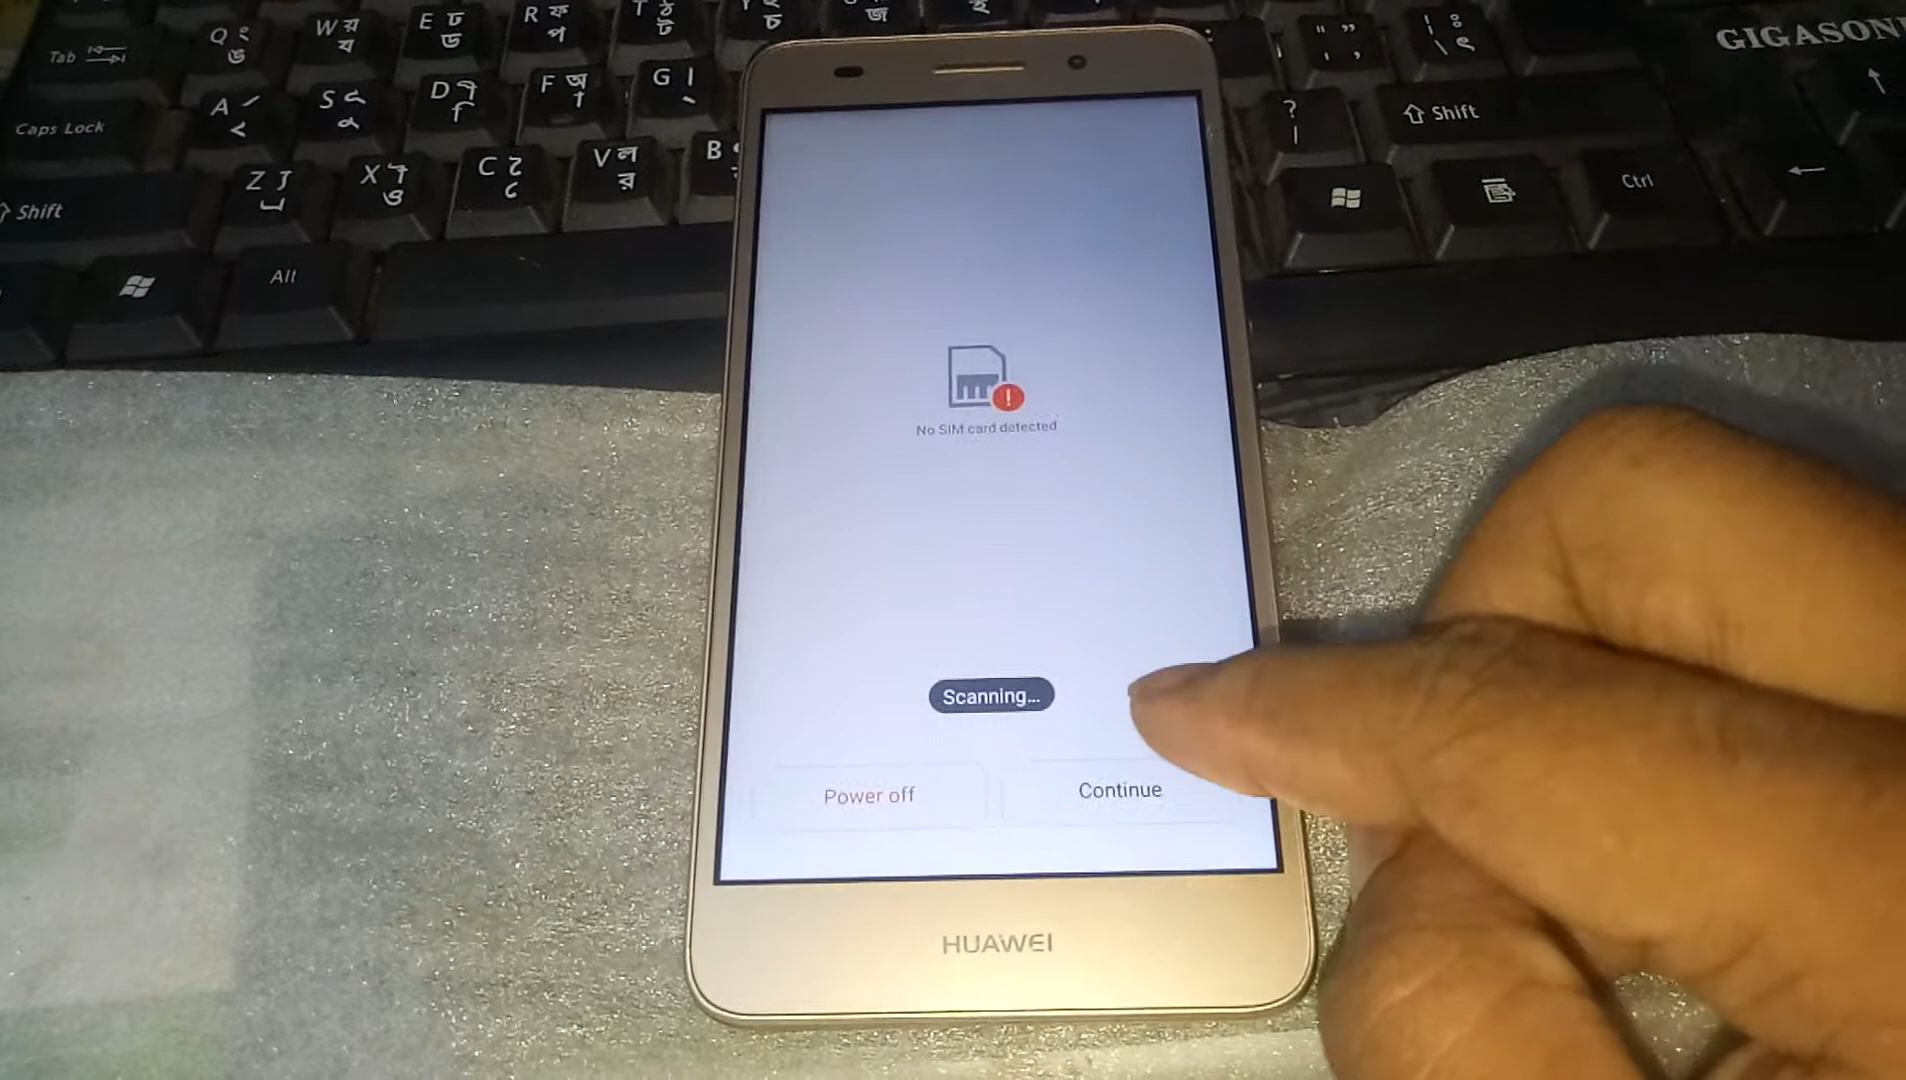 Tab
Q
W
য়
য
E
ঢ
ড
R
ফ
প
T
ঠ
ট
চ
জ
GIGASON
Caps Lock
A
S
D
F
অ
G
?
Shift
Shift
Z
X
C
V
ল
র
B
Ctrl
Alt
No SIM card detected
Scanning...
Power off
Continue
HUAWEI